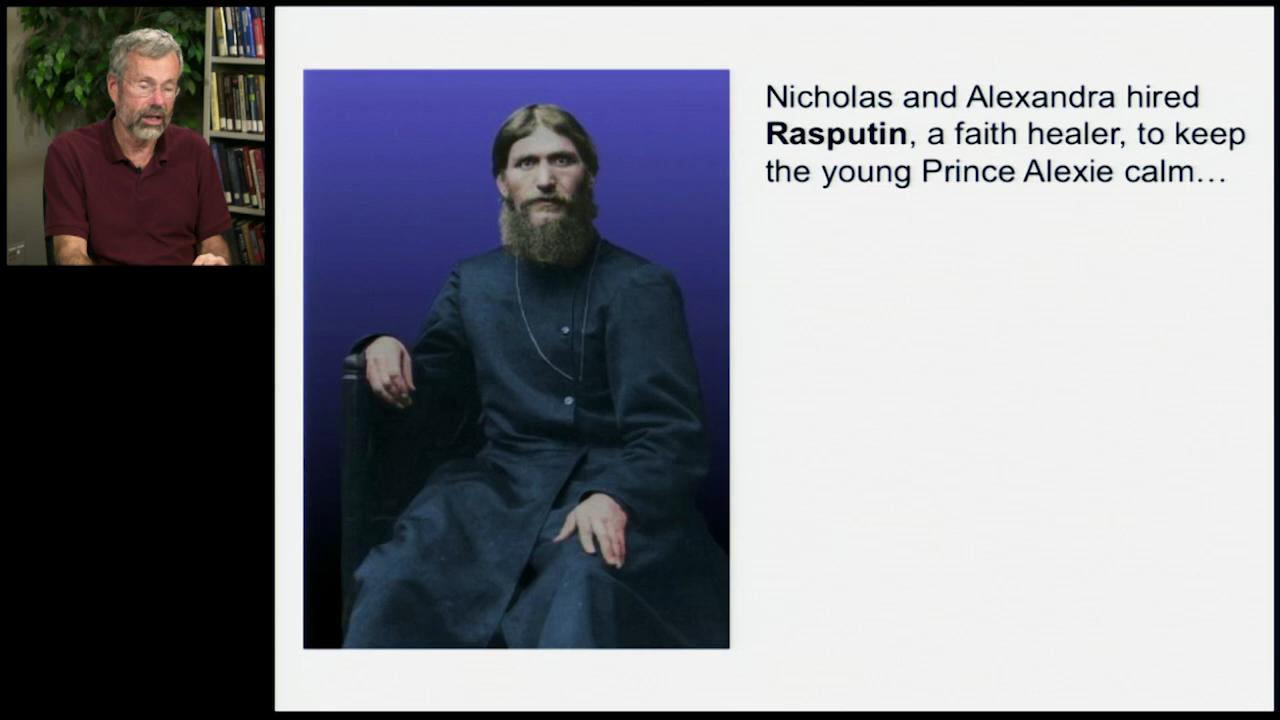 Nicholas and Alexandra hired
Rasputin, a faith healer, to keep
the young Prince Alexie calm…